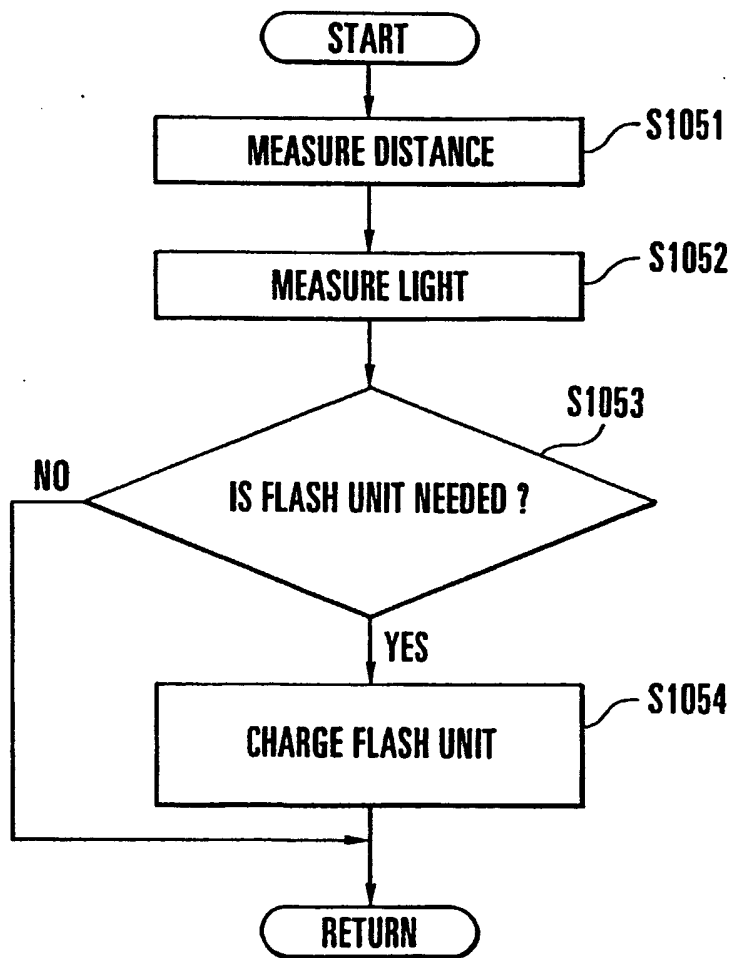 START
MEASURE DISTANCE
S1051
MEASURE LIGHT
S1052
S1053
NO
IS FLASH UNIT NEEDED ?
YES
CHARGE FLASH UNIT
S1054
RETURN